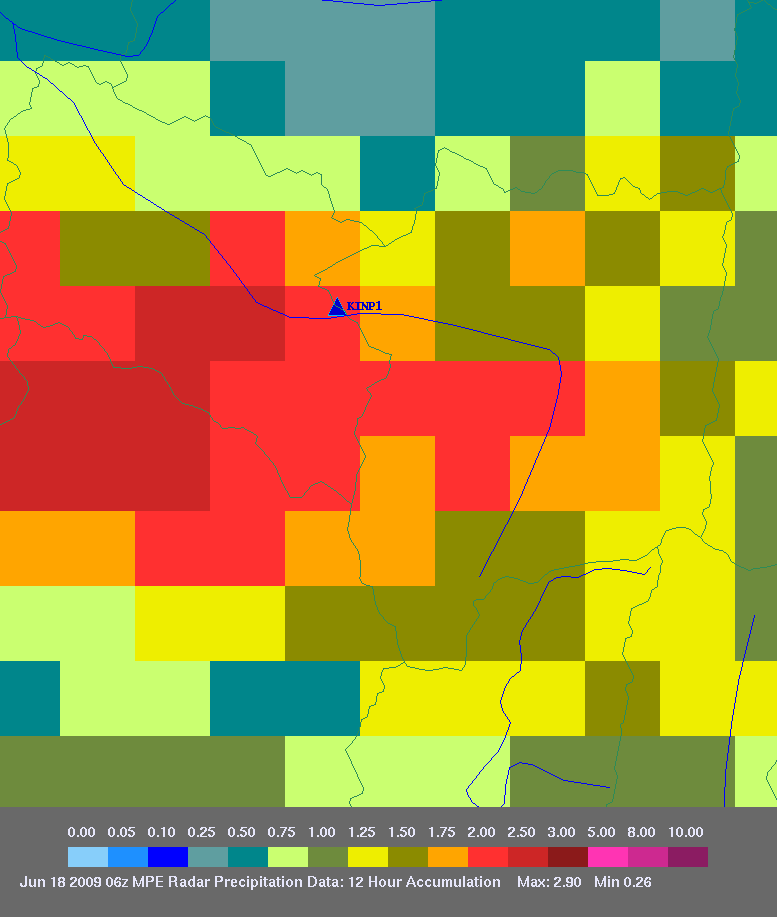 KINP1
0.00 0.05 0.10 0.25 0.50 0.75 1.00 1.25 1.50 1.75 2.00 2.50 3.00 5.00 8.00 10.00
Jun 18 2009 06z MPE Radar Precipitation Data: 12 Hour Accumulation Max: 2.90 Min 0.26